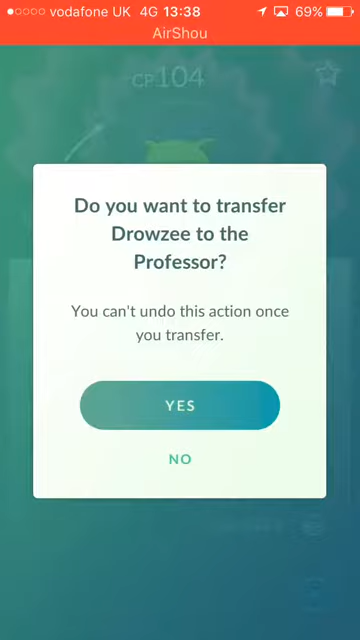 vodafone UK 4G 13:38 69%
AirShou
CP104
Do you want to transfer
Drowzee to the
Professor?
You can't undo this action once
you transfer.
YES
NO